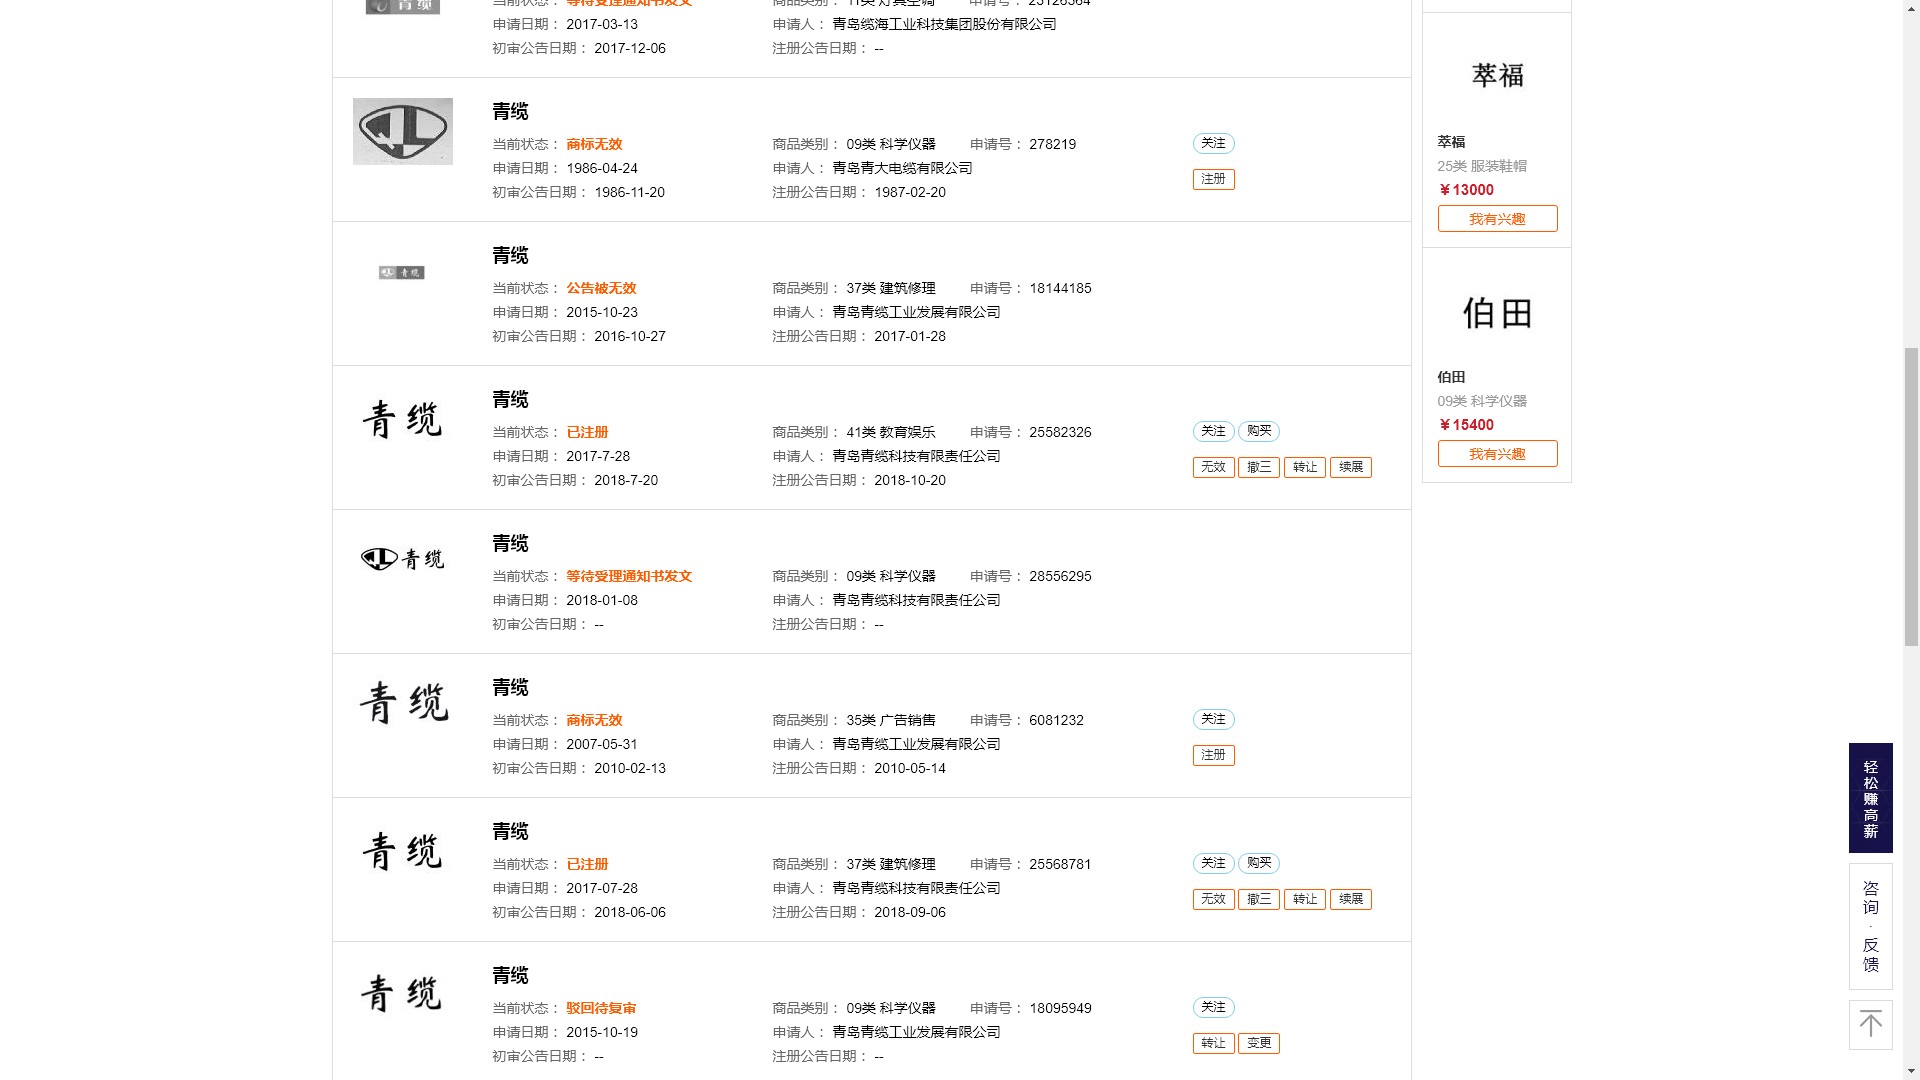 青缆
当前状态： 等待受理通知书发文 商品类别： 11类 灯具空调 申请号： 23126364
申请日期： 2017-03-13 申请人： 青岛缆海工业科技集团股份有限公司
初审公告日期： 2017-12-06 注册公告日期： --
QL
青缆
当前状态： 商标无效 商品类别： 09类 科学仪器 申请号： 278219 关注
申请日期： 1986-04-24 申请人： 青岛青大电缆有限公司 注册
初审公告日期： 1986-11-20 注册公告日期： 1987-02-20
QL 青缆
青缆
当前状态： 公告被无效 商品类别： 37类 建筑修理 申请号： 18144185
申请日期： 2015-10-23 申请人： 青岛青缆工业发展有限公司
初审公告日期： 2016-10-27 注册公告日期： 2017-01-28
青缆
青缆
当前状态： 已注册 商品类别： 41类 教育娱乐 申请号： 25582326 关注 购买
申请日期： 2017-7-28 申请人： 青岛青缆科技有限责任公司 无效 撤三 转让 续展
初审公告日期： 2018-7-20 注册公告日期： 2018-10-20
QL 青缆
青缆
当前状态： 等待受理通知书发文 商品类别： 09类 科学仪器 申请号： 28556295
申请日期： 2018-01-08 申请人： 青岛青缆科技有限责任公司
初审公告日期： -- 注册公告日期： --
青缆
青缆
当前状态： 商标无效 商品类别： 35类 广告销售 申请号： 6081232 关注
申请日期： 2007-05-31 申请人： 青岛青缆工业发展有限公司 注册
初审公告日期： 2010-02-13 注册公告日期： 2010-05-14
青缆
青缆
当前状态： 已注册 商品类别： 37类 建筑修理 申请号： 25568781 关注 购买
申请日期： 2017-07-28 申请人： 青岛青缆科技有限责任公司 无效 撤三 转让 续展
初审公告日期： 2018-06-06 注册公告日期： 2018-09-06
青缆
青缆
当前状态： 驳回待复审 商品类别： 09类 科学仪器 申请号： 18095949 关注
申请日期： 2015-10-19 申请人： 青岛青缆工业发展有限公司 转让 变更
初审公告日期： -- 注册公告日期： --
萃福
萃福
25类 服装鞋帽
￥13000
我有兴趣
伯田
伯田
09类 科学仪器
￥15400
我有兴趣
轻松赚高薪
咨询·反馈